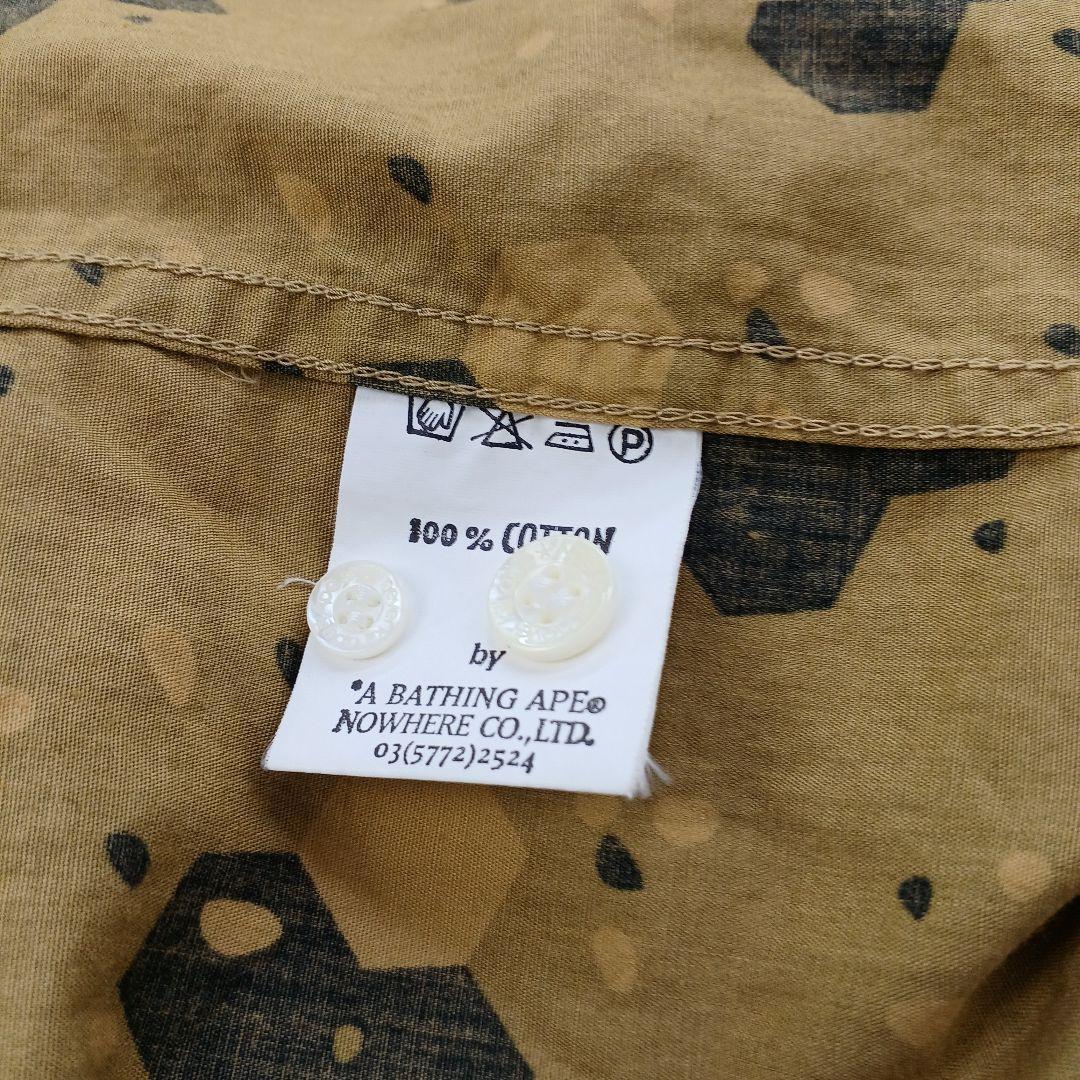 P
100 % COTTON
by
*A BATHING APE®
NOWHERE CO.,LTD.
03(5772)2524